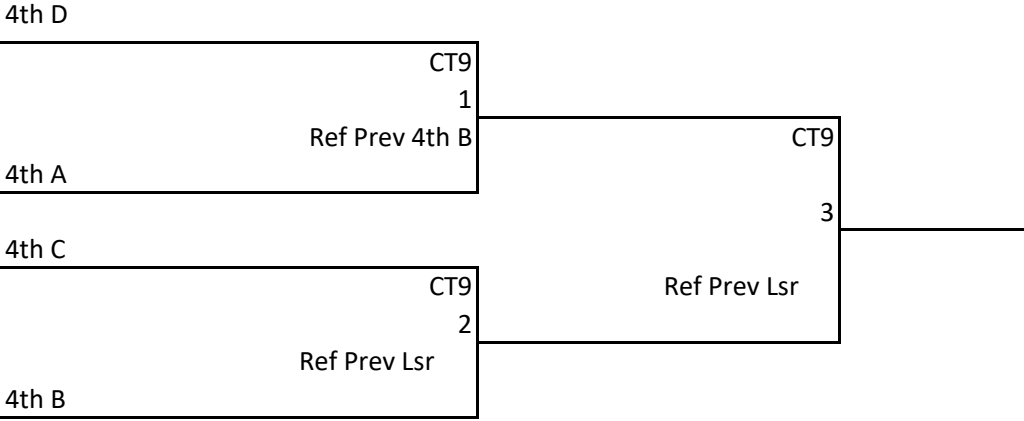 4th D
CT9
1
Ref Prev 4th B
4th A
CT9
3
Ref Prev Lsr
4th C
CT9
2
Ref Prev Lsr
4th B